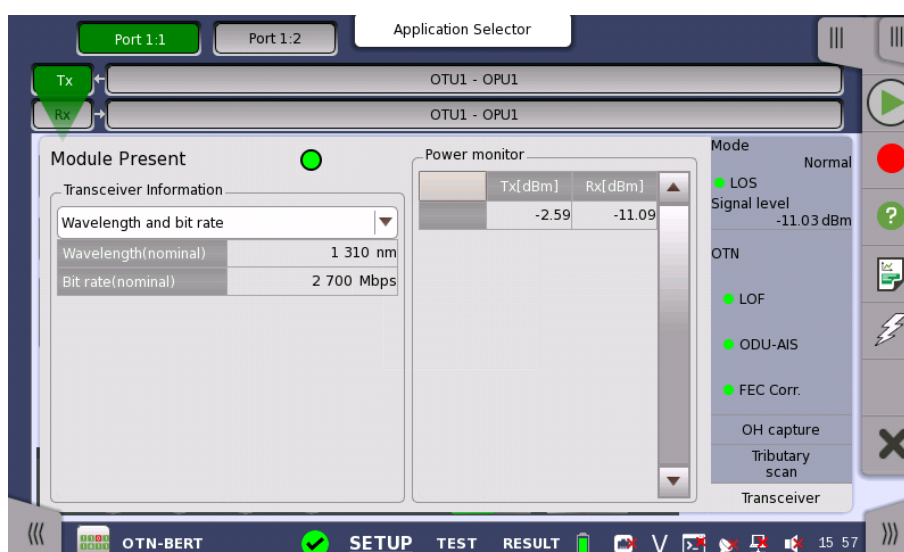 Port 1:1
Port 1:2
Application Selector
Tx
OTU1 - OPU1
Rx
OTU1 - OPU1
Module Present
Transceiver Information
Wavelength and bit rate
Wavelength(nominal) 1 310 nm
Bit rate(nominal) 2 700 Mbps
Power monitor
Tx[dBm] Rx[dBm]
-2.59 -11.09
Mode
Normal
LOS
Signal level
-11.03 dBm
OTN
LOF
ODU-AIS
FEC Corr.
OH capture
Tributary
scan
Transceiver
OTN-BERT
SETUP TEST RESULT V 15 57